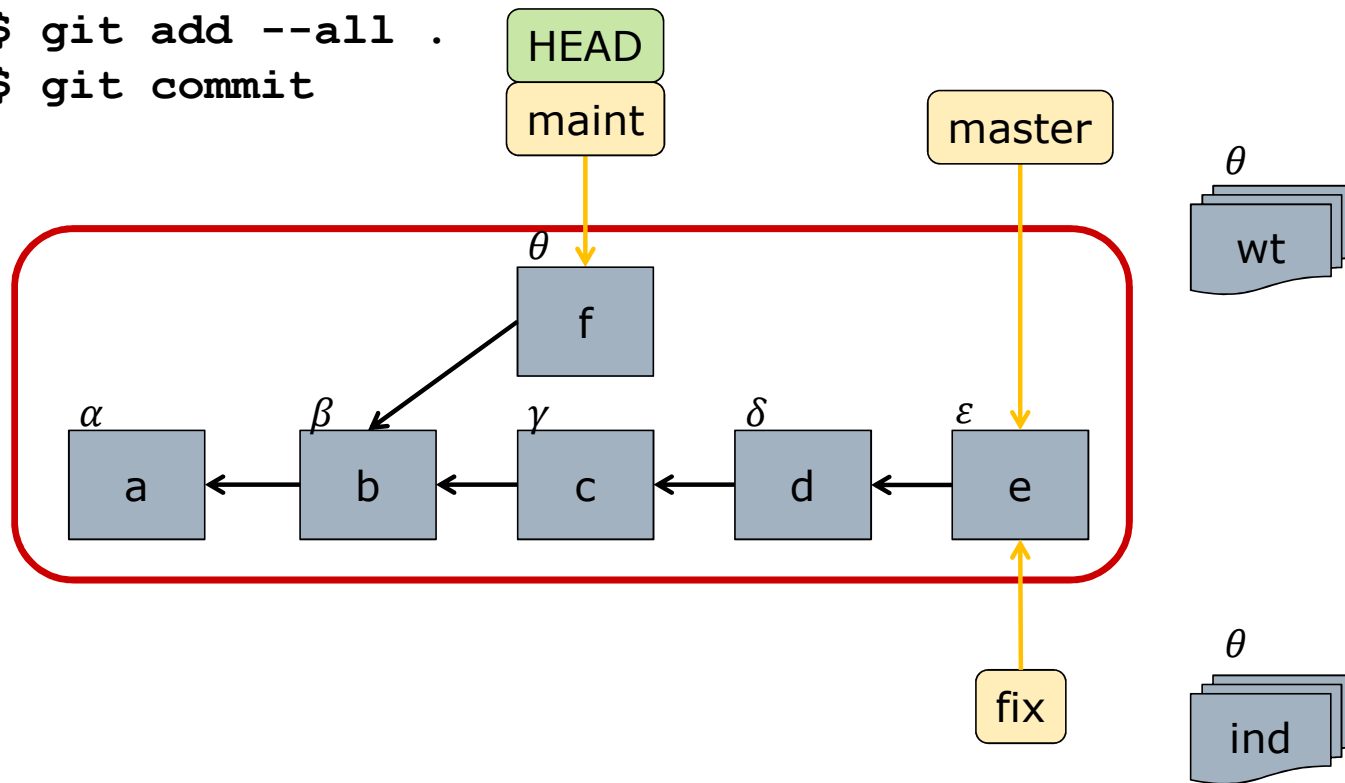 $ git add --all .
$ git commit
HEAD
maint
master
θ
wt
θ
f
α
β
γ
δ
ε
a
b
c
d
e
fix
θ
ind